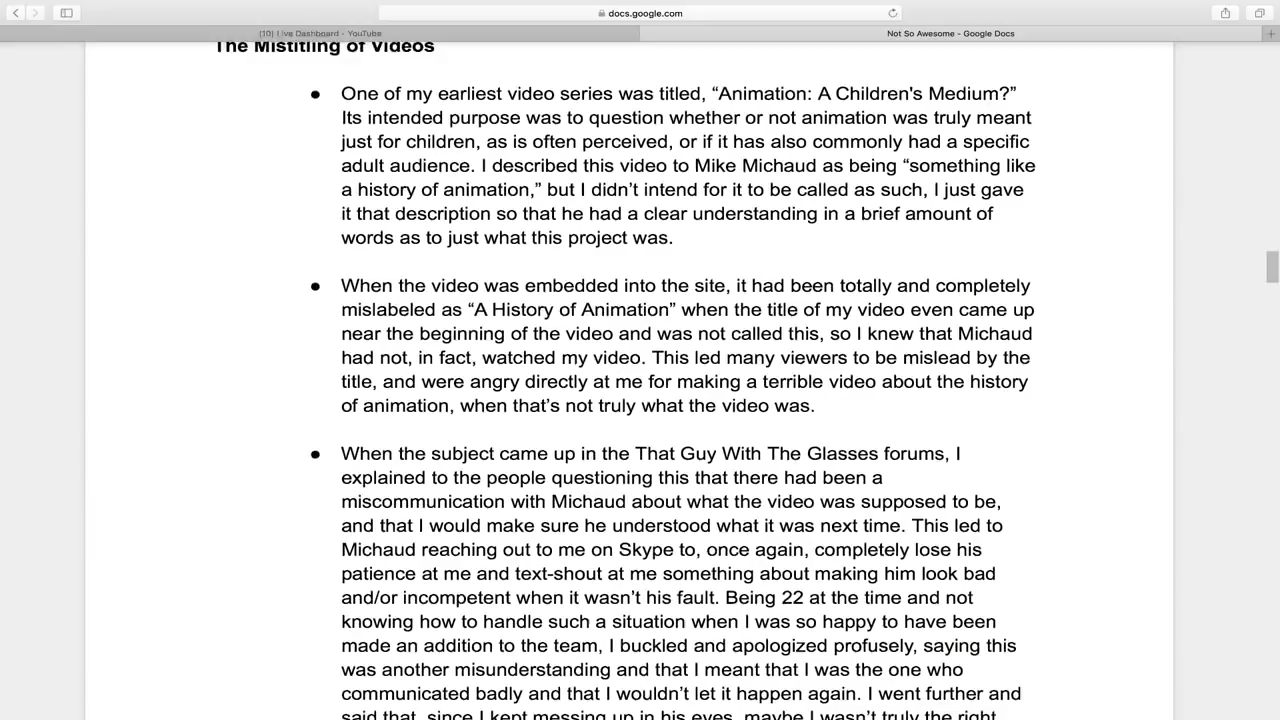 docs.google.com
(10) Live Dashboard - YouTube
Not So Awesome - Google Docs
The Mistitling of Videos
● One of my earliest video series was titled, “Animation: A Children's Medium?”
Its intended purpose was to question whether or not animation was truly meant
just for children, as is often perceived, or if it has also commonly had a specific
adult audience. I described this video to Mike Michaud as being “something like
a history of animation,” but I didn’t intend for it to be called as such, I just gave
it that description so that he had a clear understanding in a brief amount of
words as to just what this project was.
● When the video was embedded into the site, it had been totally and completely
mislabeled as “A History of Animation” when the title of my video even came up
near the beginning of the video and was not called this, so I knew that Michaud
had not, in fact, watched my video. This led many viewers to be mislead by the
title, and were angry directly at me for making a terrible video about the history
of animation, when that’s not truly what the video was.
● When the subject came up in the That Guy With The Glasses forums, I
explained to the people questioning this that there had been a
miscommunication with Michaud about what the video was supposed to be,
and that I would make sure he understood what it was next time. This led to
Michaud reaching out to me on Skype to, once again, completely lose his
patience at me and text-shout at me something about making him look bad
and/or incompetent when it wasn’t his fault. Being 22 at the time and not
knowing how to handle such a situation when I was so happy to have been
made an addition to the team, I buckled and apologized profusely, saying this
was another misunderstanding and that I meant that I was the one who
communicated badly and that I wouldn’t let it happen again. I went further and
said that, since I kept messing up in his eyes, maybe I wasn’t truly the right